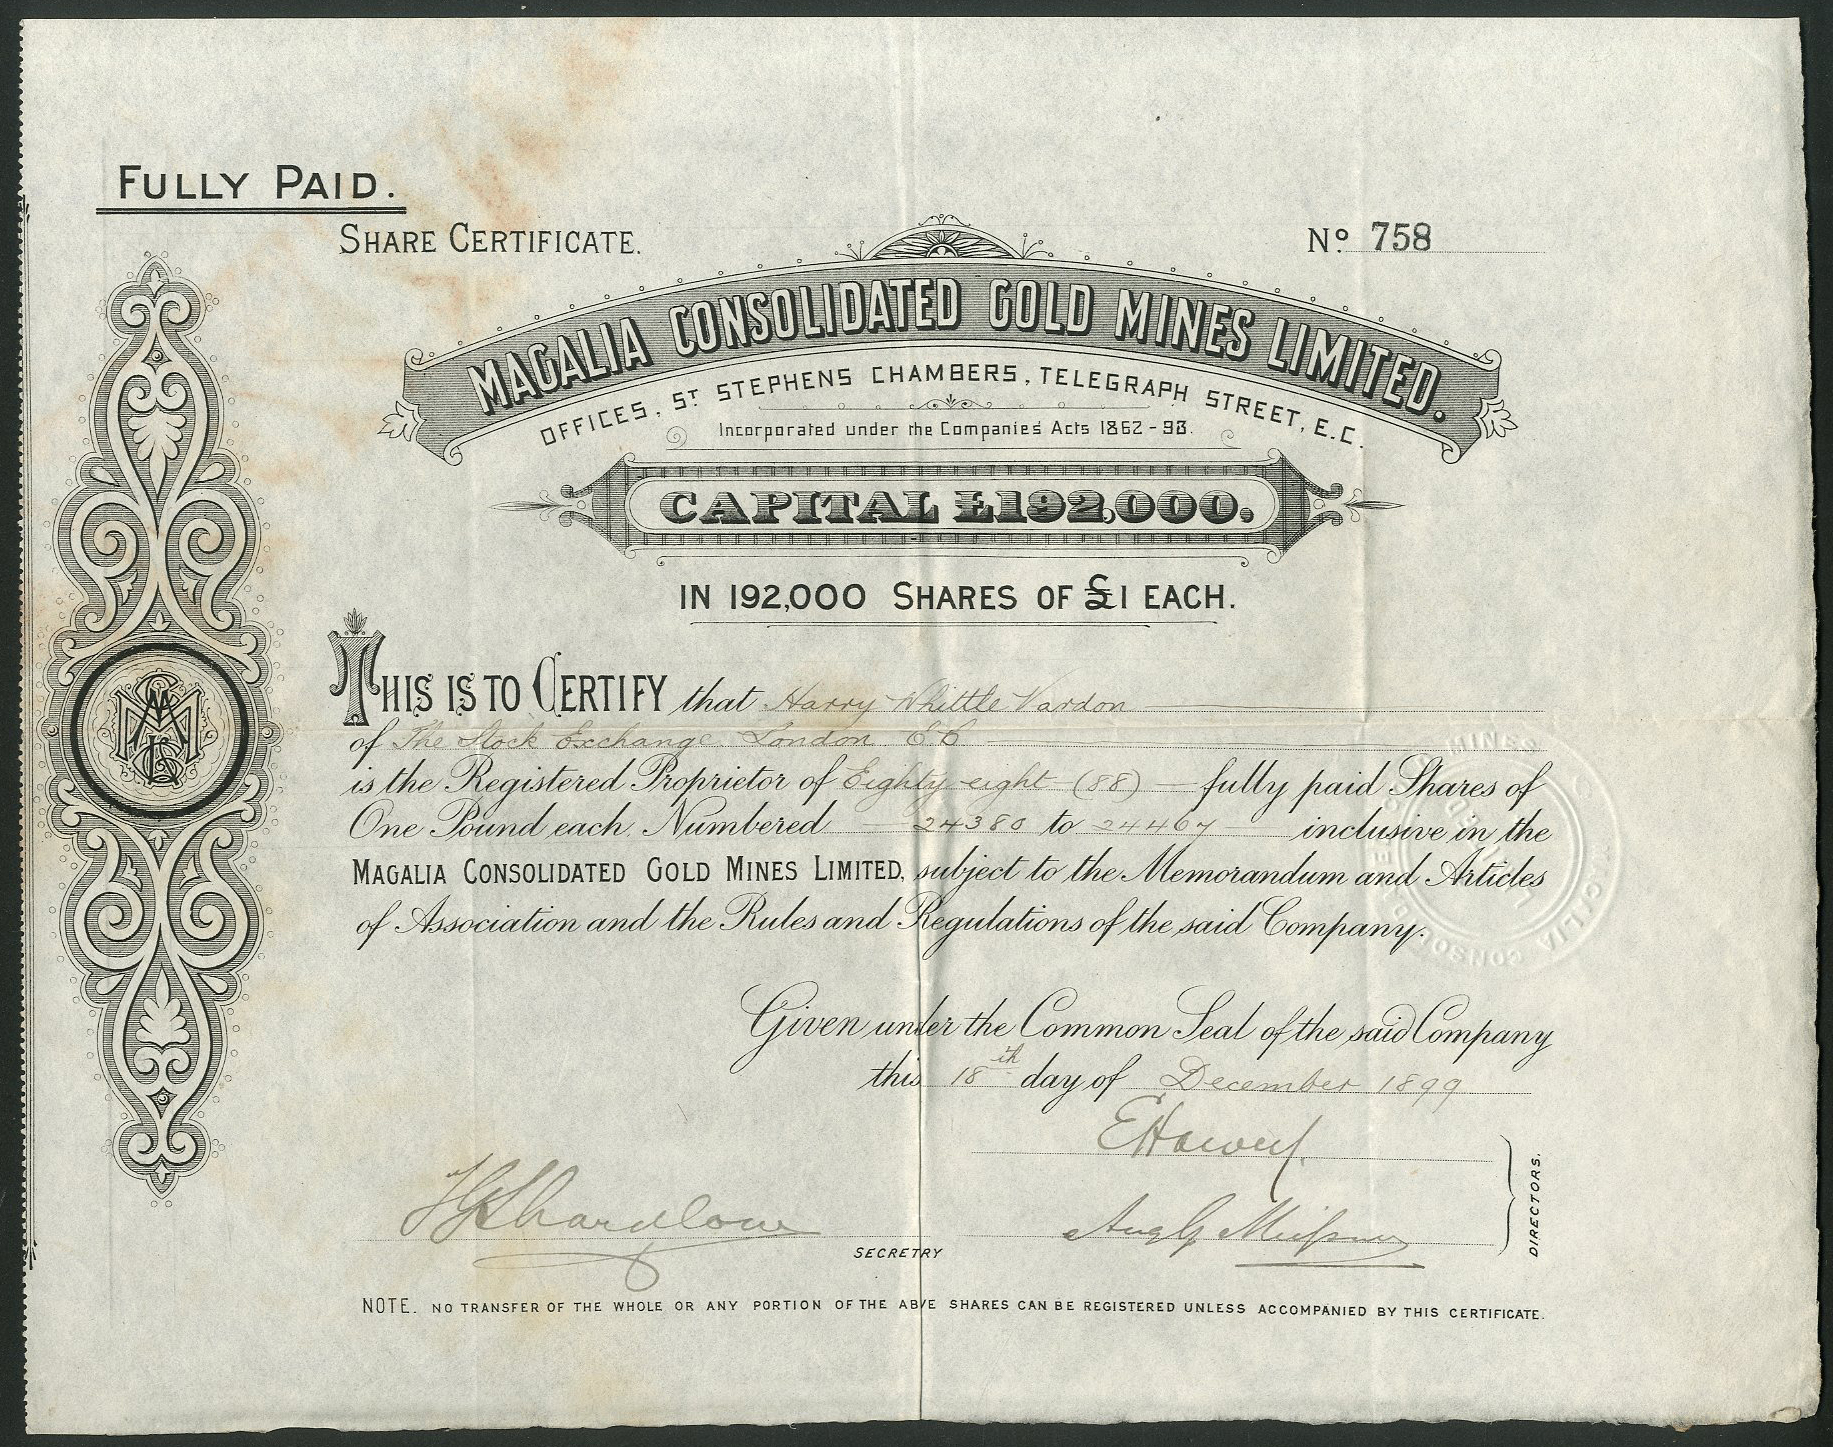 FULLY PAID.
SHARE CERTIFICATE.
No. 758
MAGALIA CONSOLIDATED GOLD MINES LIMITED.
OFFICES, ST STEPHENS CHAMBERS, TELEGRAPH STREET, E.C.
Incorporated under the Companies Acts 1862-98.
CAPITAL £192,000.
IN 192,000 SHARES OF £1 EACH.
THIS IS TO CERTIFY that Harry Whittle Vardon
of The Stock Exchange London E C
is the Registered Proprietor of Eighty eight (88) fully paid Shares of
One Pound each, Numbered 24380 to 24467 inclusive in the
MAGALIA CONSOLIDATED GOLD MINES LIMITED, subject to the Memorandum and Articles
of Association and the Rules and Regulations of the said Company.
MAGALIA CONSOLIDATED MINES LIMITED
Given under the Common Seal of the said Company
this 18th day of December 1899
DIRECTORS.
SECRETRY
NOTE. NO TRANSFER OF THE WHOLE OR ANY PORTION OF THE ABVE SHARES CAN BE REGISTERED UNLESS ACCOMPANIED BY THIS CERTIFICATE.